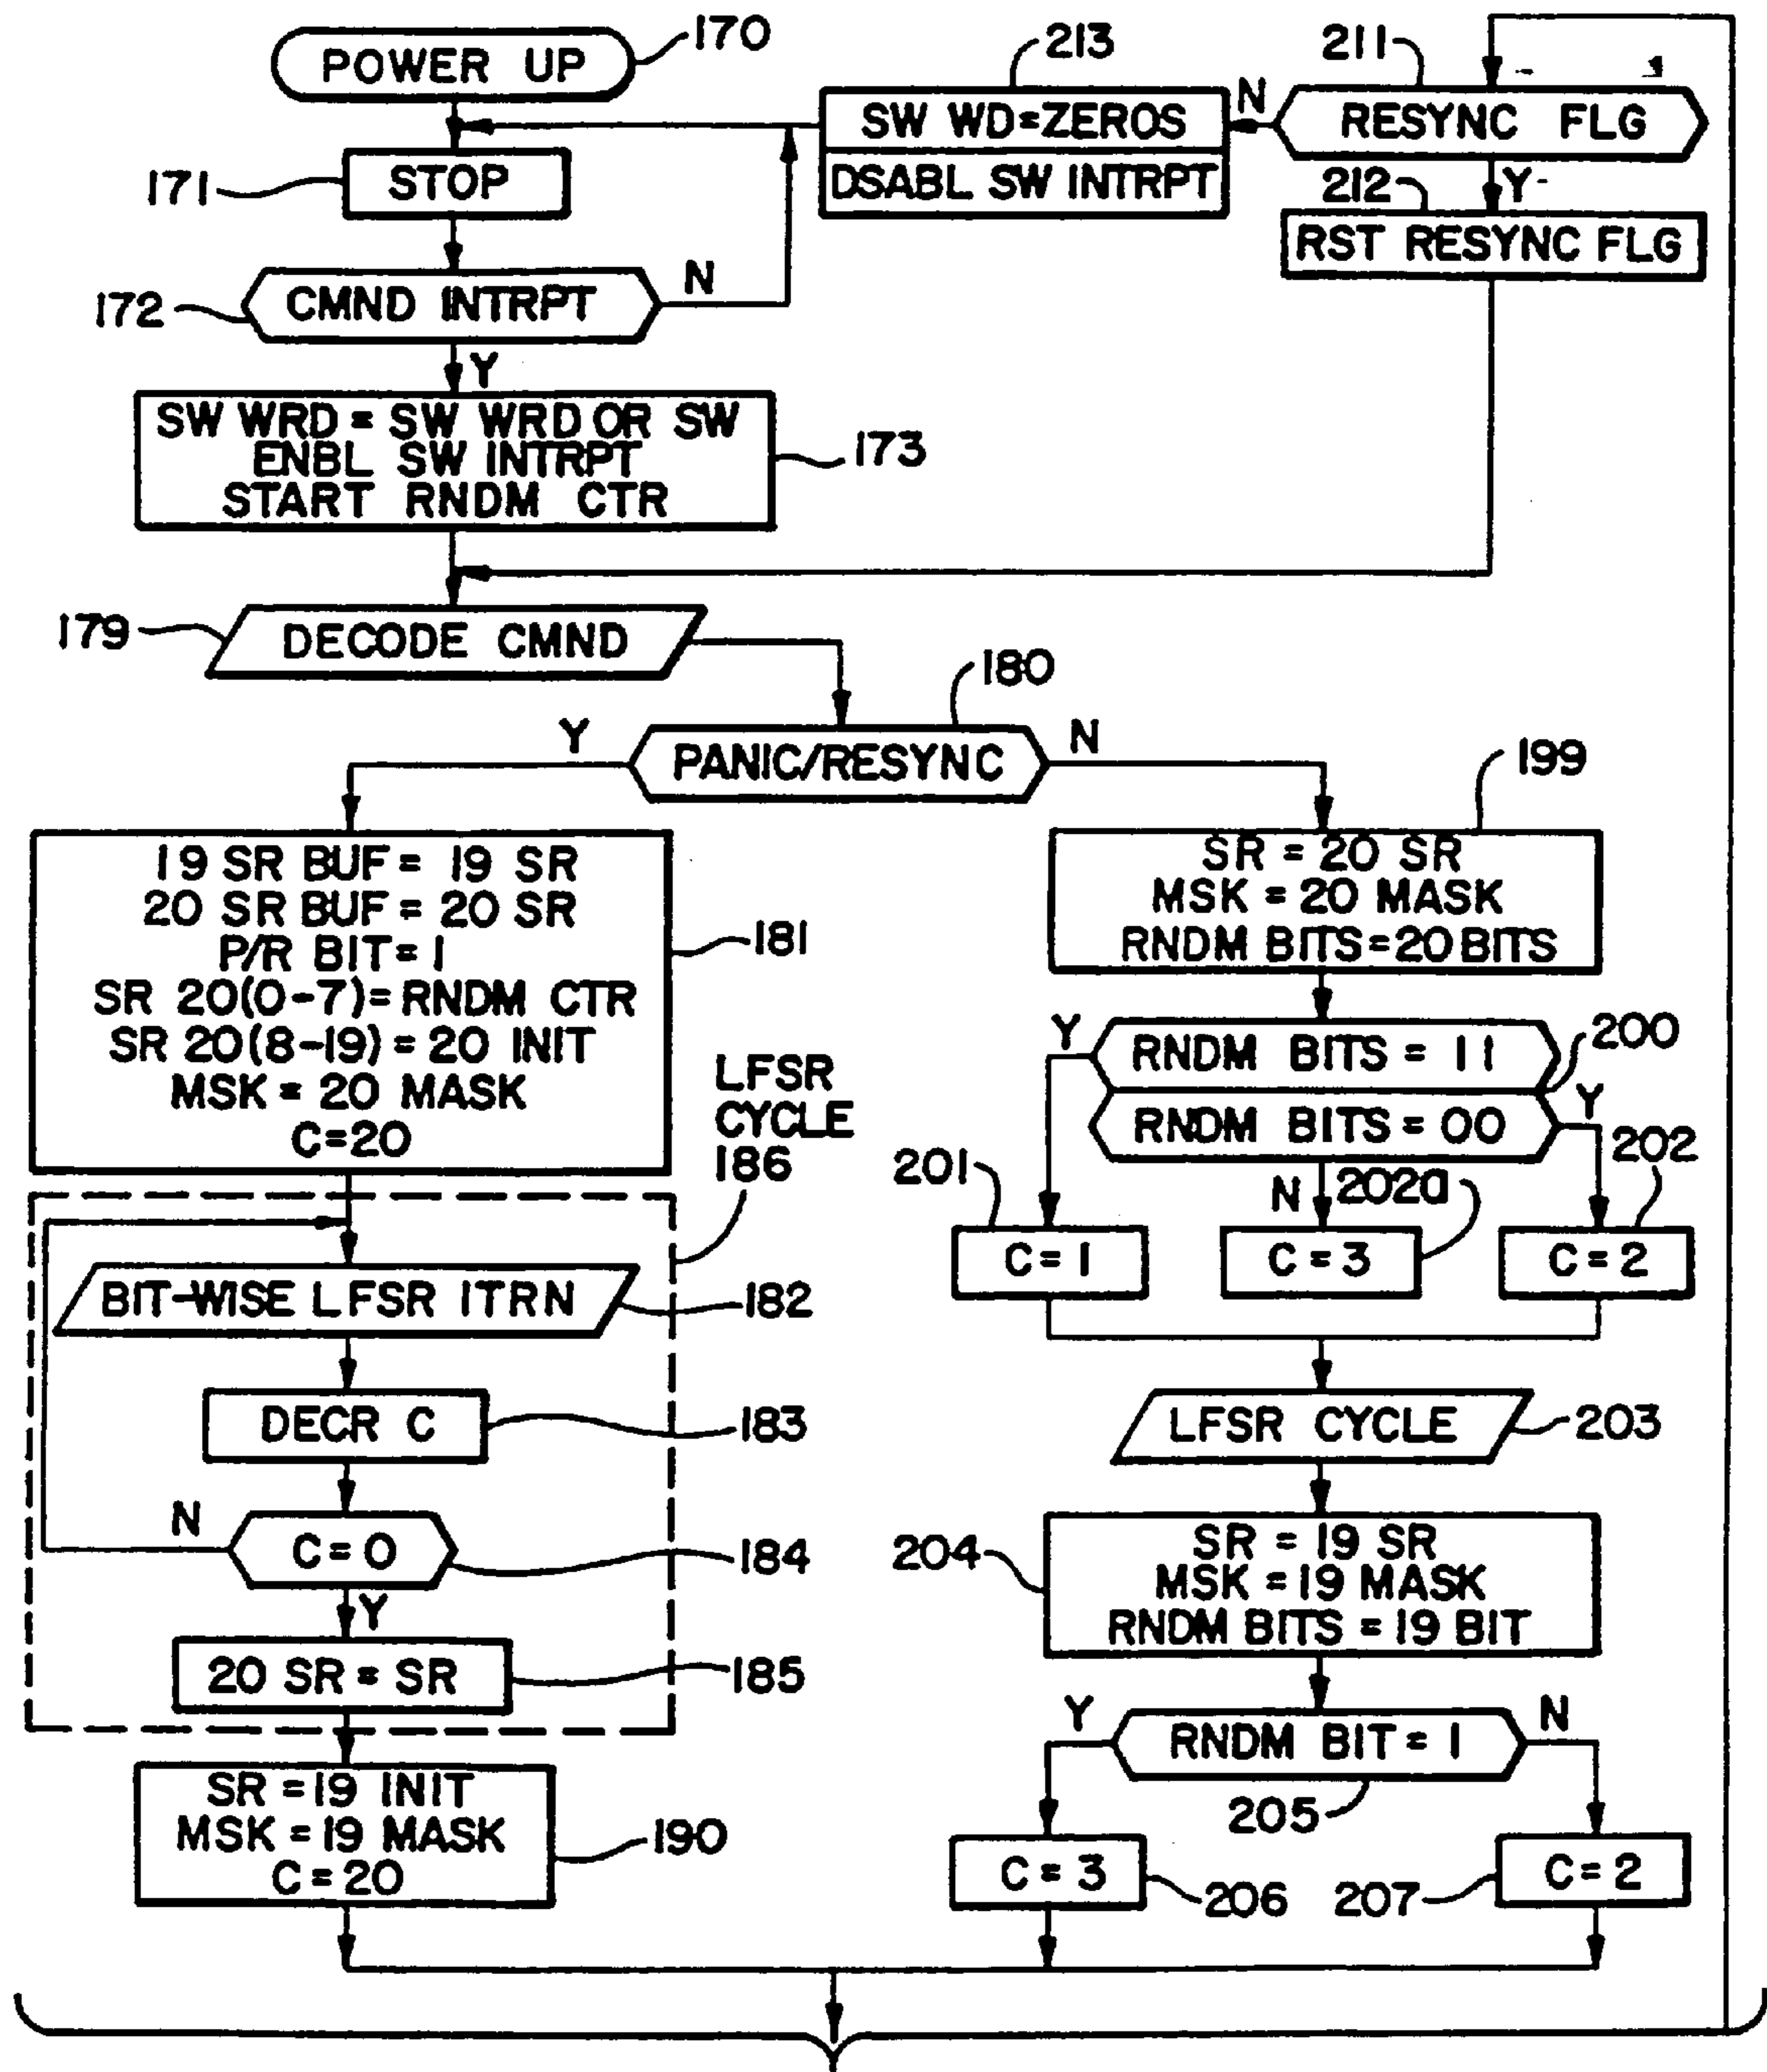 POWER UP
170
213
211
SW WD=ZEROS
DSABL SW INTRPT
N
RESYNC FLG
171
STOP
212
Y
RST RESYNC FLG
172
CMND INTRPT
N
Y
SW WRD = SW WRD OR SW
ENBL SW INTRPT
START RNDM CTR
173
179
DECODE CMND
180
Y
PANIC/RESYNC
N
199
19 SR BUF = 19 SR
20 SR BUF = 20 SR
P/R BIT = 1
SR 20(0-7)=RNDM CTR
SR 20(8-19) = 20 INIT
MSK = 20 MASK
C=20
181
SR = 20 SR
MSK = 20 MASK
RNDM BITS=20 BITS
Y
RNDM BITS = 11
200
RNDM BITS = 00
Y
LFSR
CYCLE
186
201
N
202a
202
C = 1
C = 3
C = 2
BIT-WISE LFSR ITRN
182
DECR C
183
LFSR CYCLE
203
N
C = 0
184
Y
204
SR = 19 SR
MSK = 19 MASK
RNDM BITS = 19 BIT
20 SR = SR
185
Y
RNDM BIT = 1
N
205
SR = 19 INIT
MSK = 19 MASK
C = 20
190
C = 3
206
207
C = 2